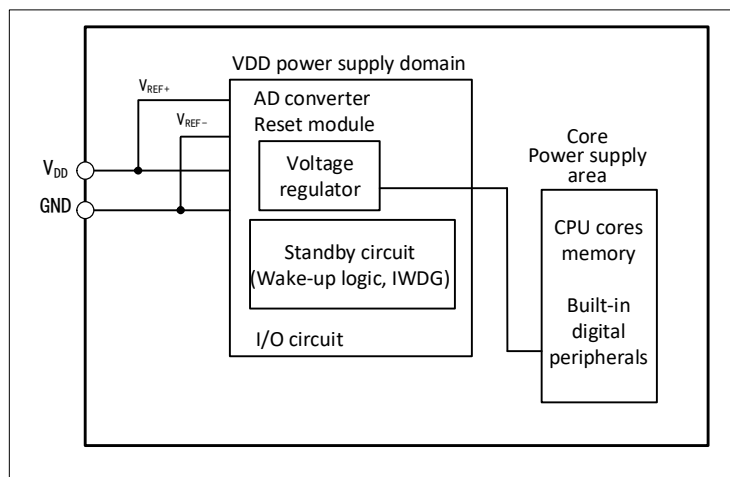 VDD power supply domain
VREF+
AD converter
VREF-
Reset module
VDD
GND
Voltage
regulator
Standby circuit
(Wake-up logic, IWDG)
I/O circuit
Core
Power supply
area
CPU cores
memory
Built-in
digital
peripherals